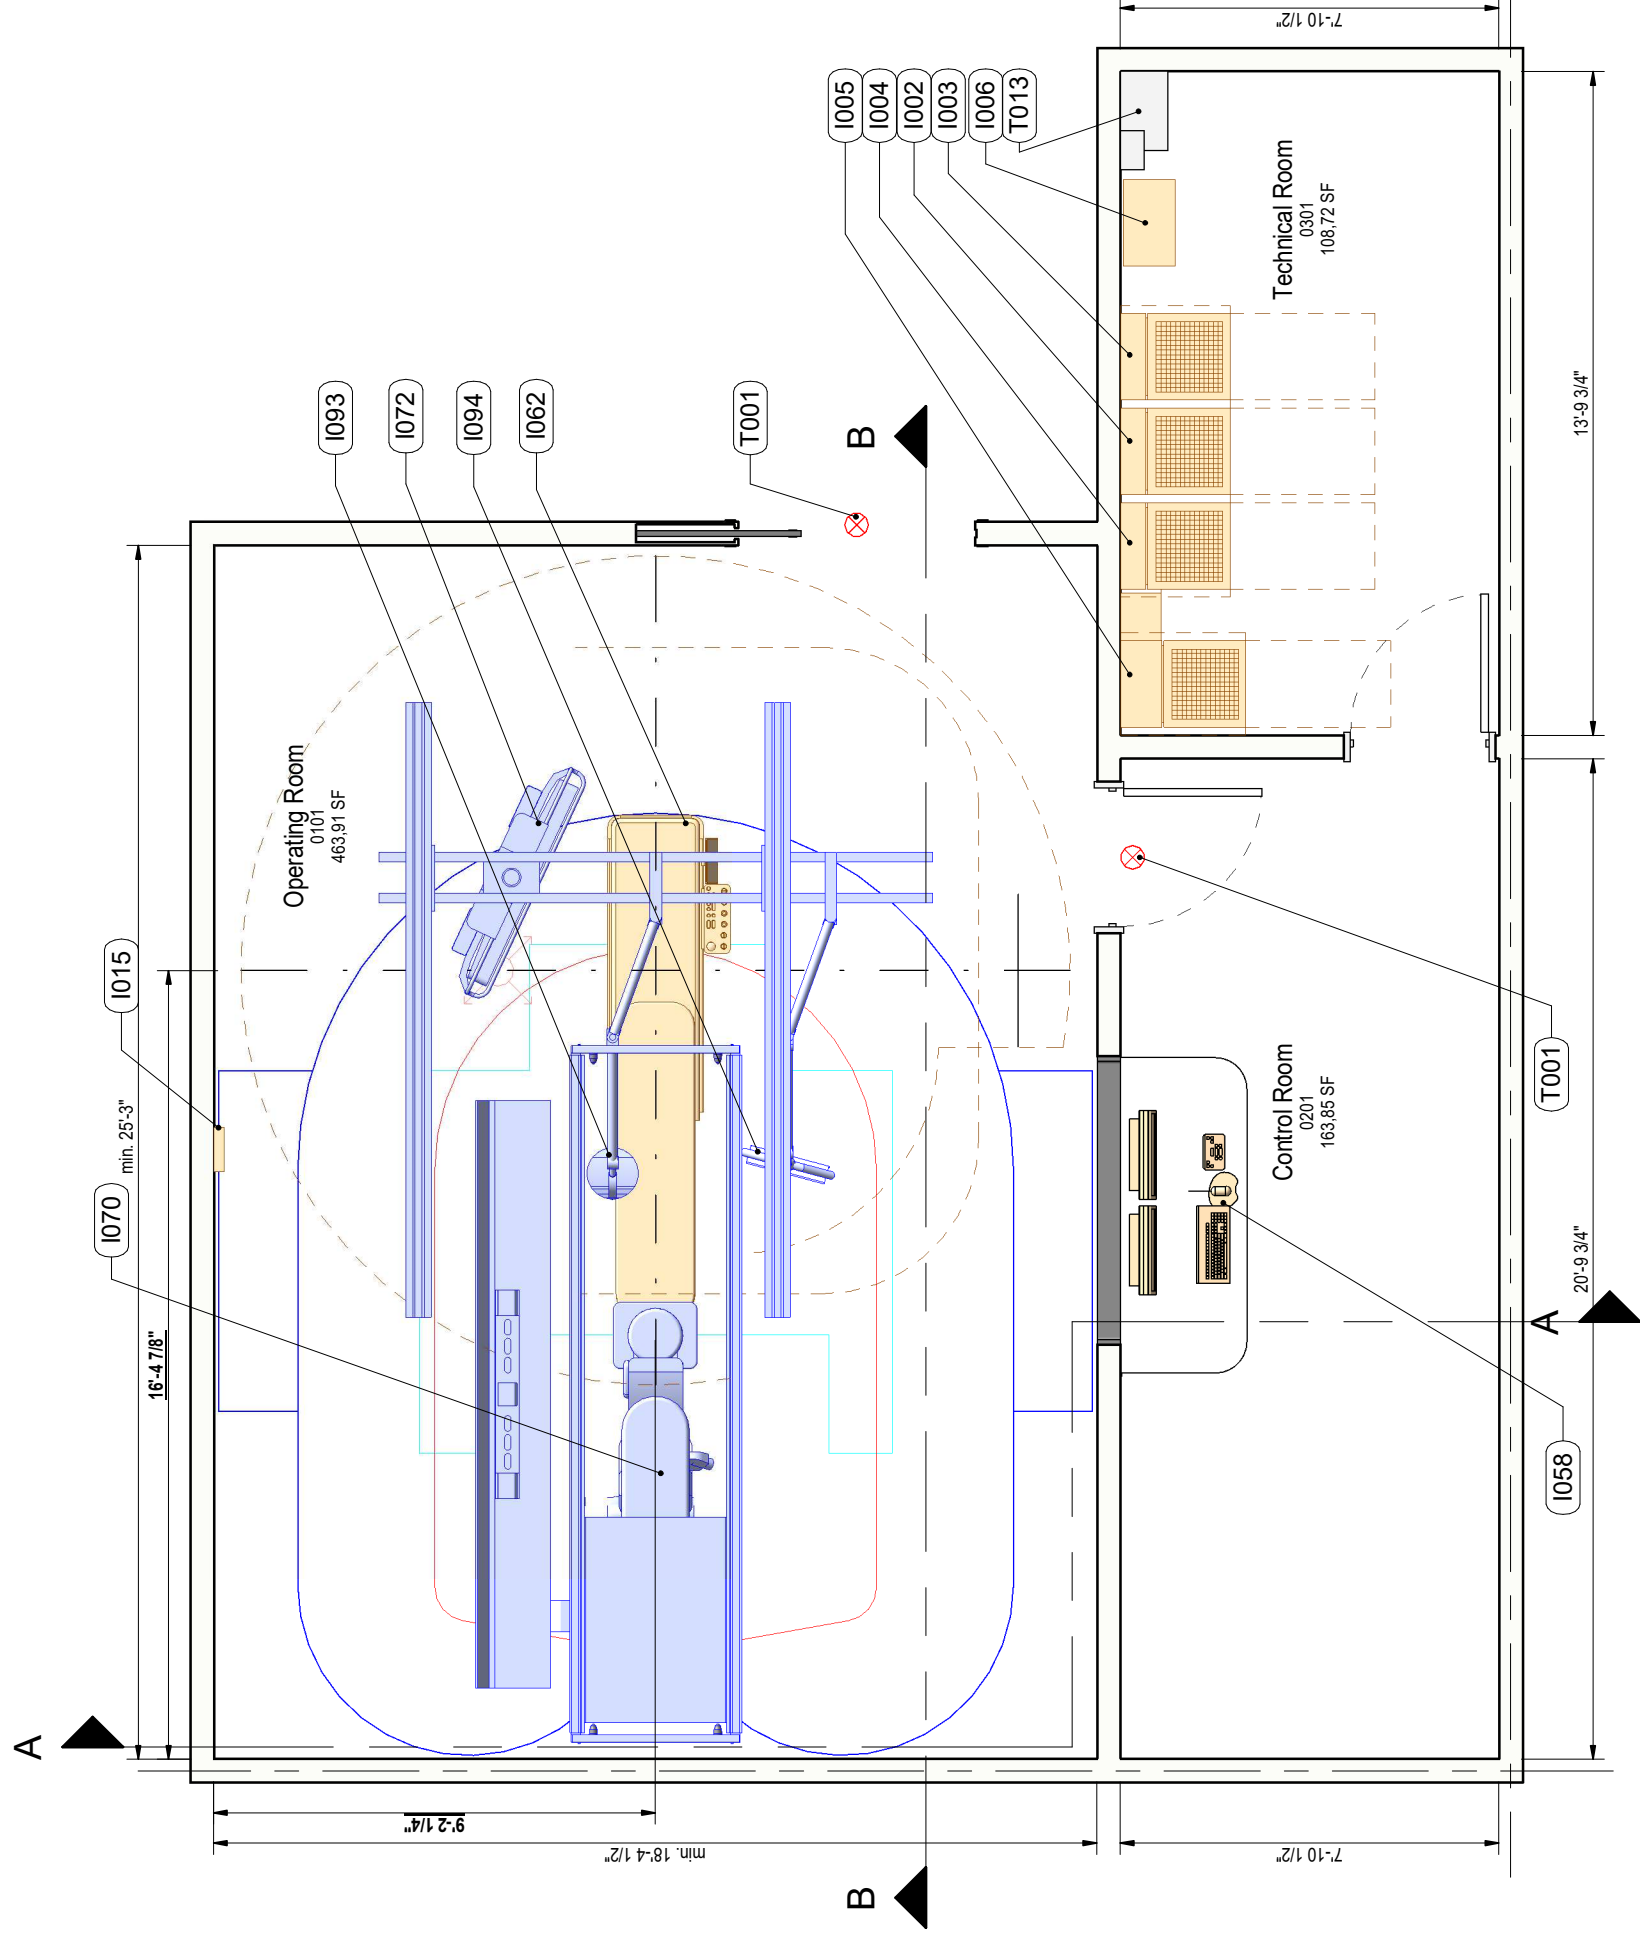 7'-10 1/2"
I005
I004
I002
I003
I006
T013
Technical Room
0301
108,72 SF
13'-9 3/4"
I093
I072
I094
I062
T001
B
Operating Room
0101
463,91 SF
I015
min. 25'-3"
I070
16'-4 7/8"
T001
Control Room
0201
163,85 SF
20'-9 3/4"
A
I058
A
9'-2 1/4"
min. 18'-4 1/2"
7'-10 1/2"
B